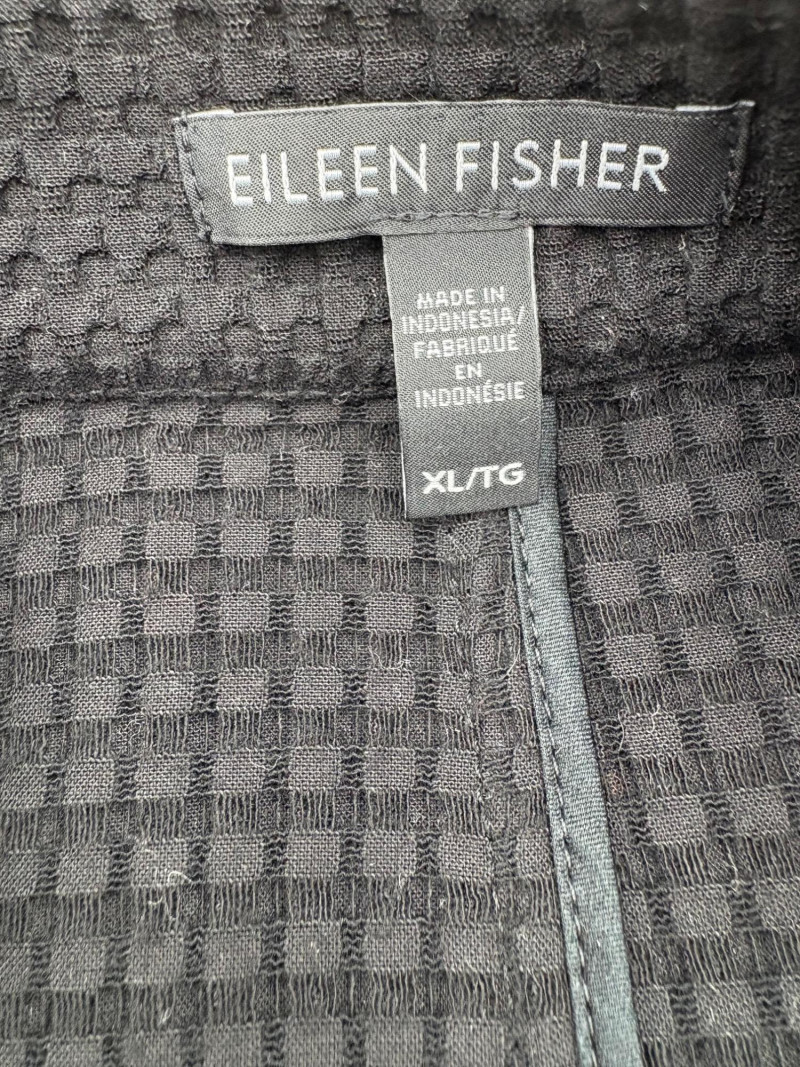 EILEEN FISHER
MADE IN
INDONESIA/
FABRIQUÉ
EN
INDONÉSIE
XL/TG